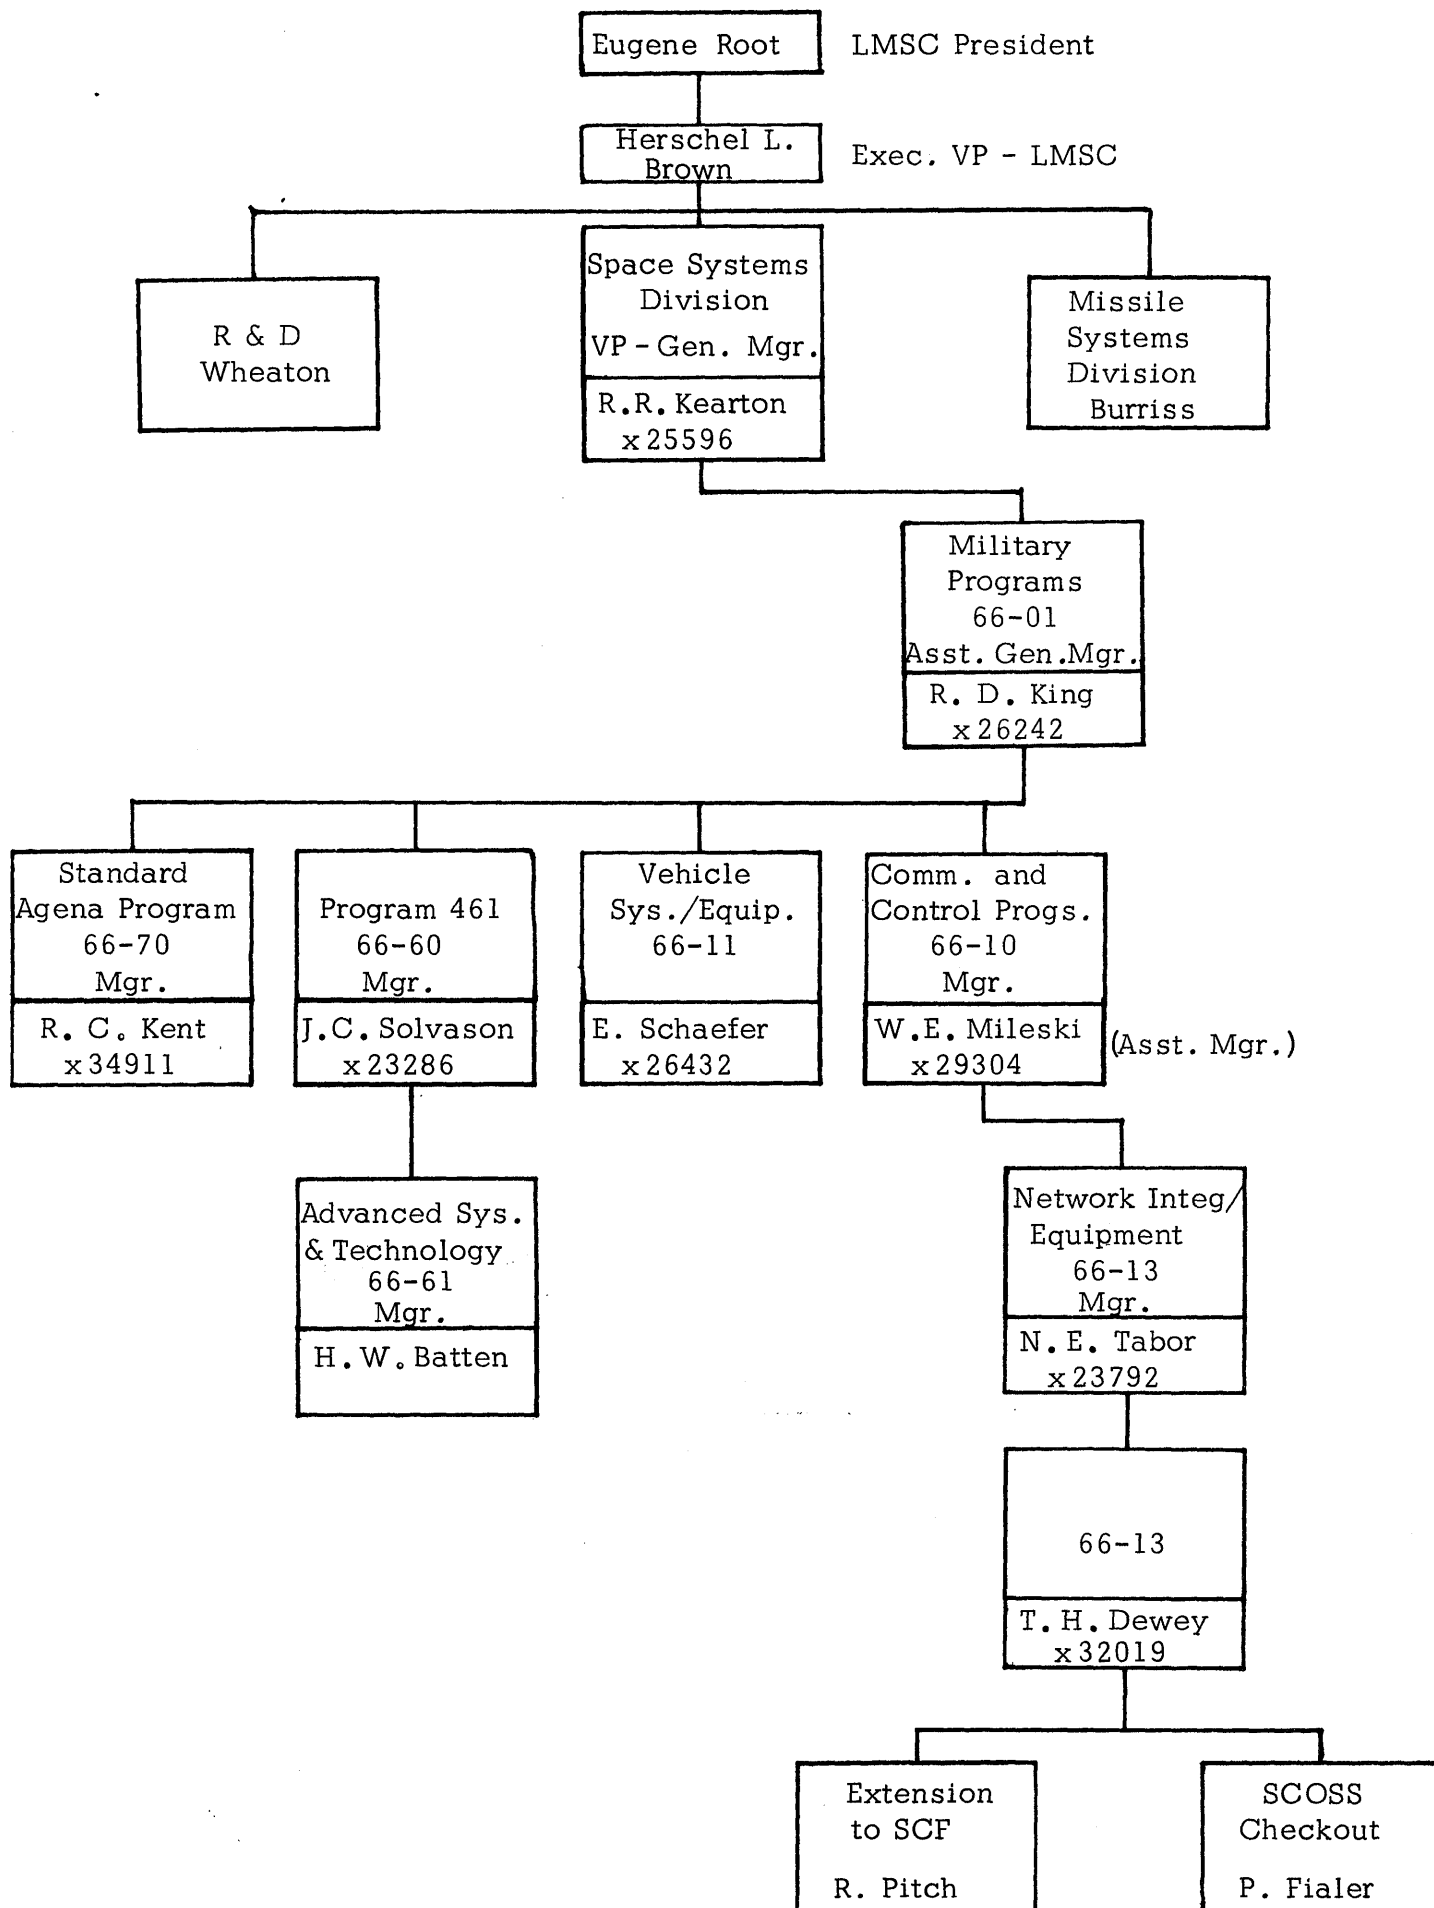 Eugene Root
LMSC President
Herschel L.
Brown
Exec. VP - LMSC
R & D
Wheaton
Space Systems
Division
VP - Gen. Mgr.
R.R. Kearton
x25596
Missile
Systems
Division
Burriss
Military
Programs
66-01
Asst. Gen. Mgr.
R. D. King
x26242
Standard
Agena Program
66-70
Mgr.
R. C. Kent
x34911
Program 461
66-60
Mgr.
J.C. Solvason
x23286
Vehicle
Sys./Equip.
66-11
E. Schaefer
x26432
Comm. and
Control Progs.
66-10
Mgr.
W.E. Mileski
x29304
(Asst. Mgr.)
Advanced Sys.
& Technology
66-61
Mgr.
H.W. Batten
Network Integ/
Equipment
66-13
Mgr.
N. E. Tabor
x23792
66-13
T. H. Dewey
x32019
Extension
to SCF
R. Pitch
SCOSS
Checkout
P. Fialer